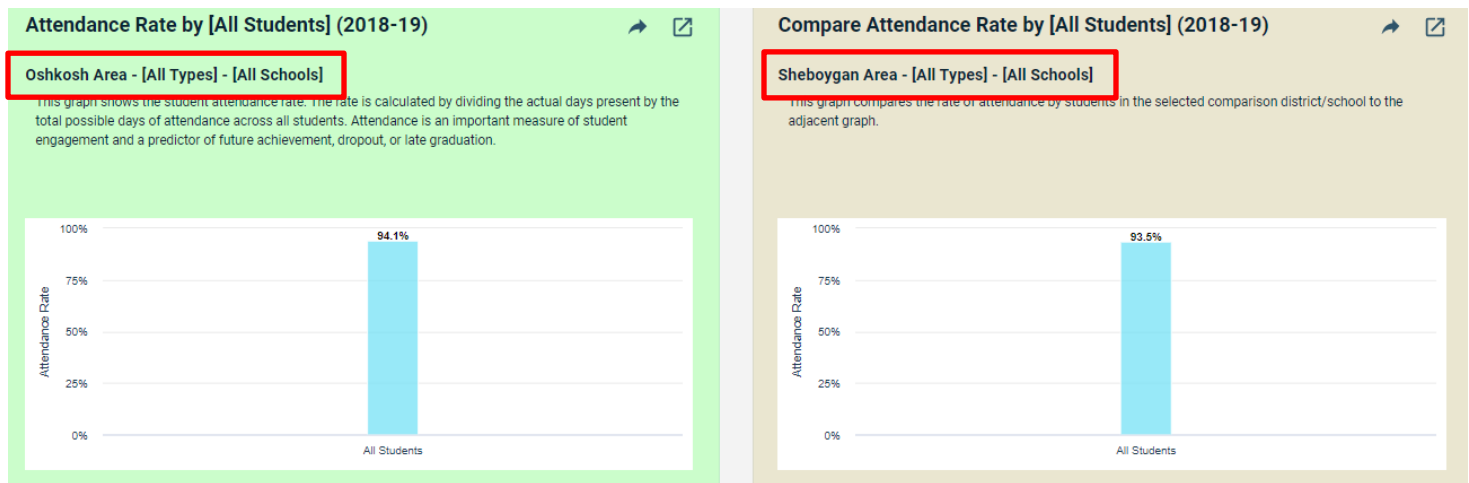 Attendance Rate by [All Students] (2018-19)
Oshkosh Area - [All Types] - [All Schools]
This graph shows the student attendance rate. The rate is calculated by dividing the actual days present by the
total possible days of attendance across all students. Attendance is an important measure of student
engagement and a predictor of future achievement, dropout, or late graduation.
100%
75%
50%
25%
0%
Attendance Rate
94.1%
All Students
Compare Attendance Rate by [All Students] (2018-19)
Sheboygan Area - [All Types] - [All Schools]
This graph compares the rate of attendance by students in the selected comparison district/school to the
adjacent graph.
100%
75%
50%
25%
0%
Attendance Rate
93.5%
All Students